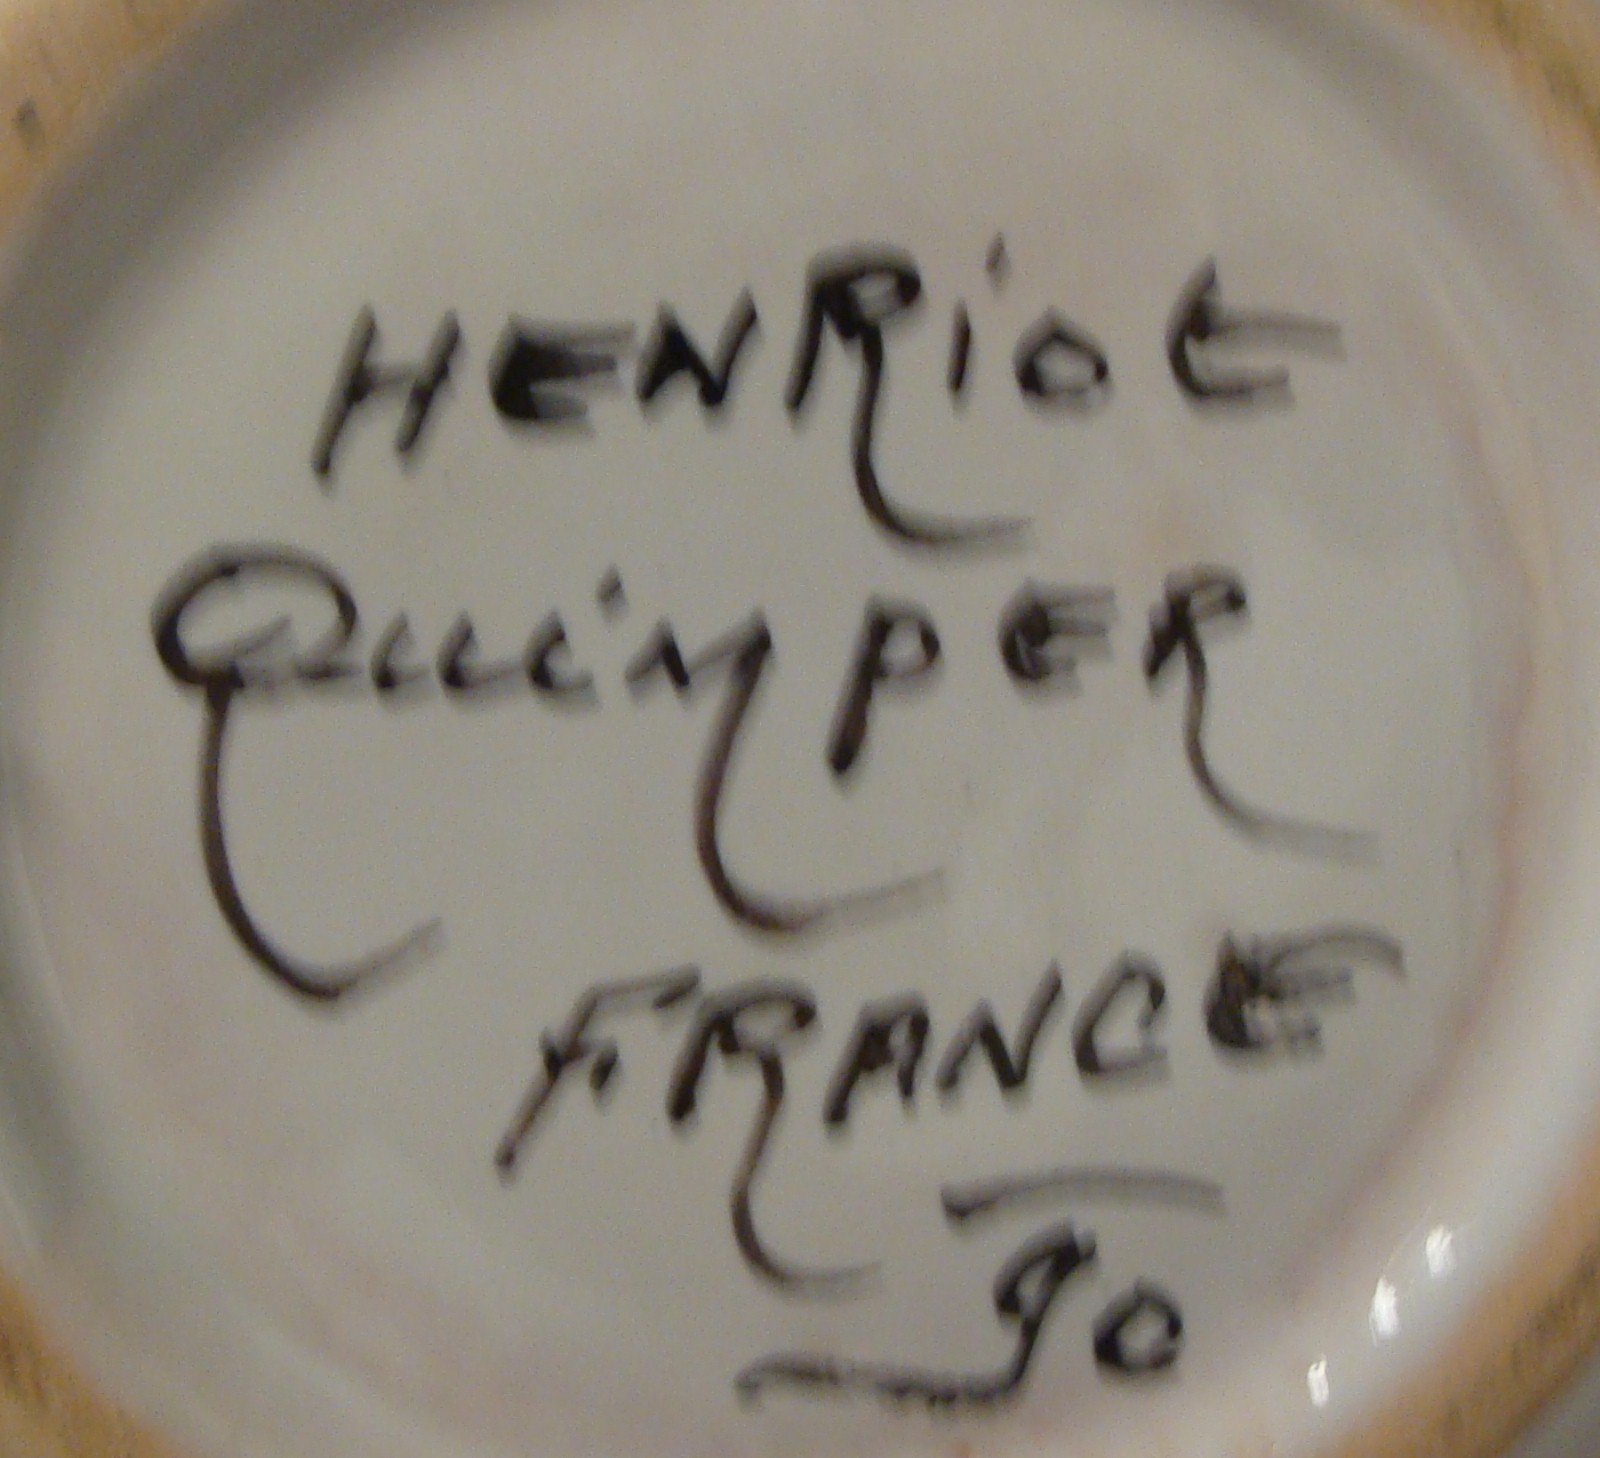 HENRiOt
QUiMPER
FRANCE
90